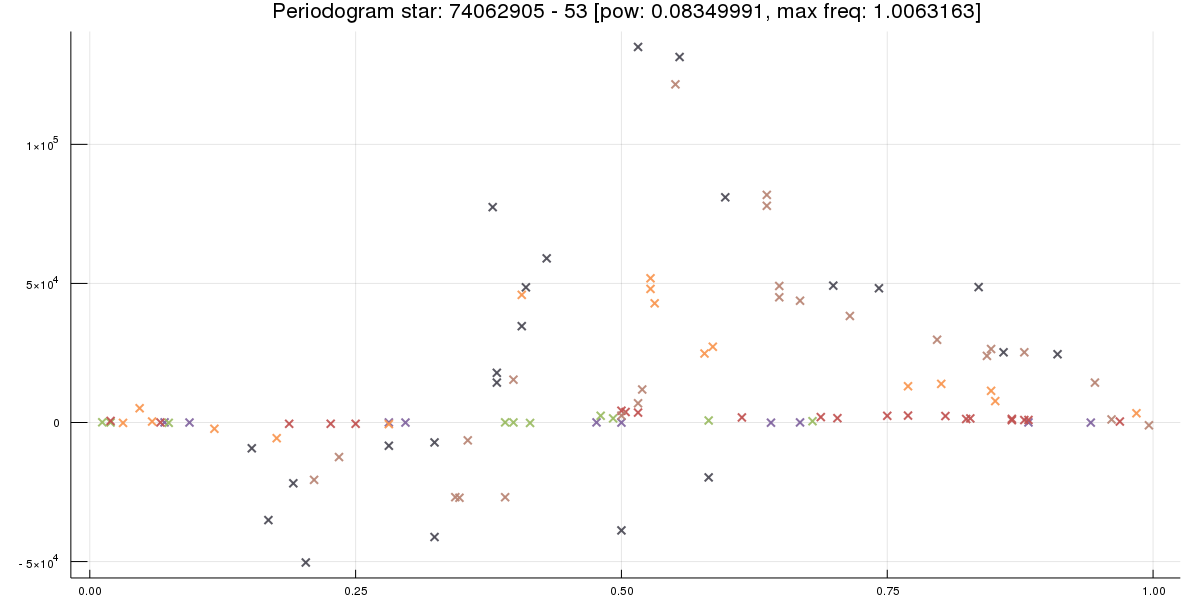 Periodogram star: 74062905 - 53 [pow: 0.08349991, max freq: 1.0063163]
1×10⁵
5×10⁴
0
- 5×10⁴
0.00 0.25 0.50 0.75 1.00